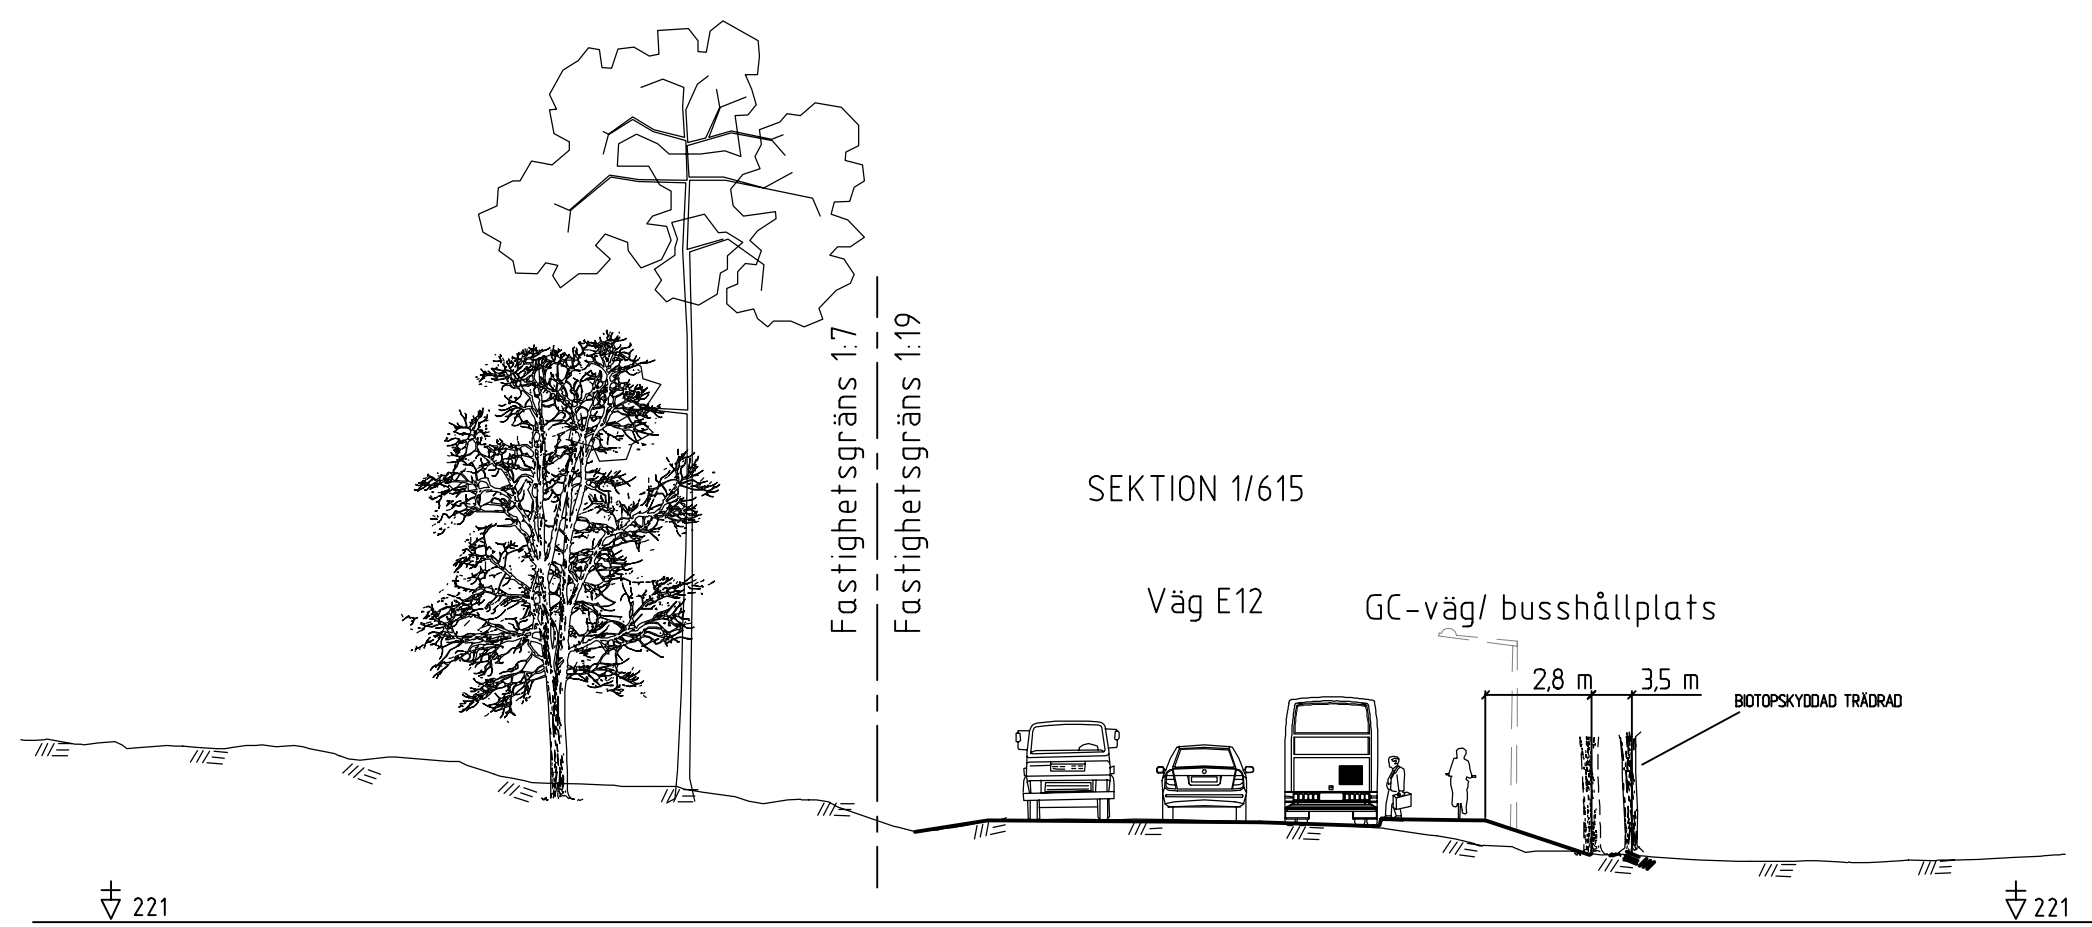 Fastighetsgräns 1:7
Fastighetsgräns 1:19
SEKTION 1/615
Väg E12
GC-väg/ busshållplats
2,8 m
3,5 m
BIOTOPSKYDDAD TRÄDRAD
221
221